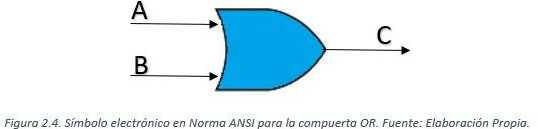 A
B
C
Figura 2.4. Símbolo electrónico en Norma ANSI para la compuerta OR. Fuente: Elaboración Propia.